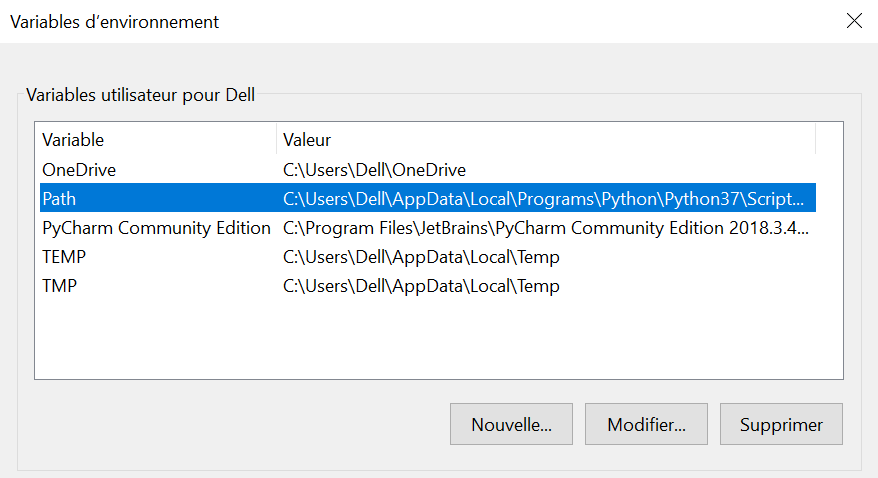 Variables d’environnement
Variables utilisateur pour Dell
Variable Valeur
OneDrive C:\Users\Dell\OneDrive
Path C:\Users\Dell\AppData\Local\Programs\Python\Python37\Script...
PyCharm Community Edition C:\Program Files\JetBrains\PyCharm Community Edition 2018.3.4...
TEMP C:\Users\Dell\AppData\Local\Temp
TMP C:\Users\Dell\AppData\Local\Temp
Nouvelle... Modifier... Supprimer